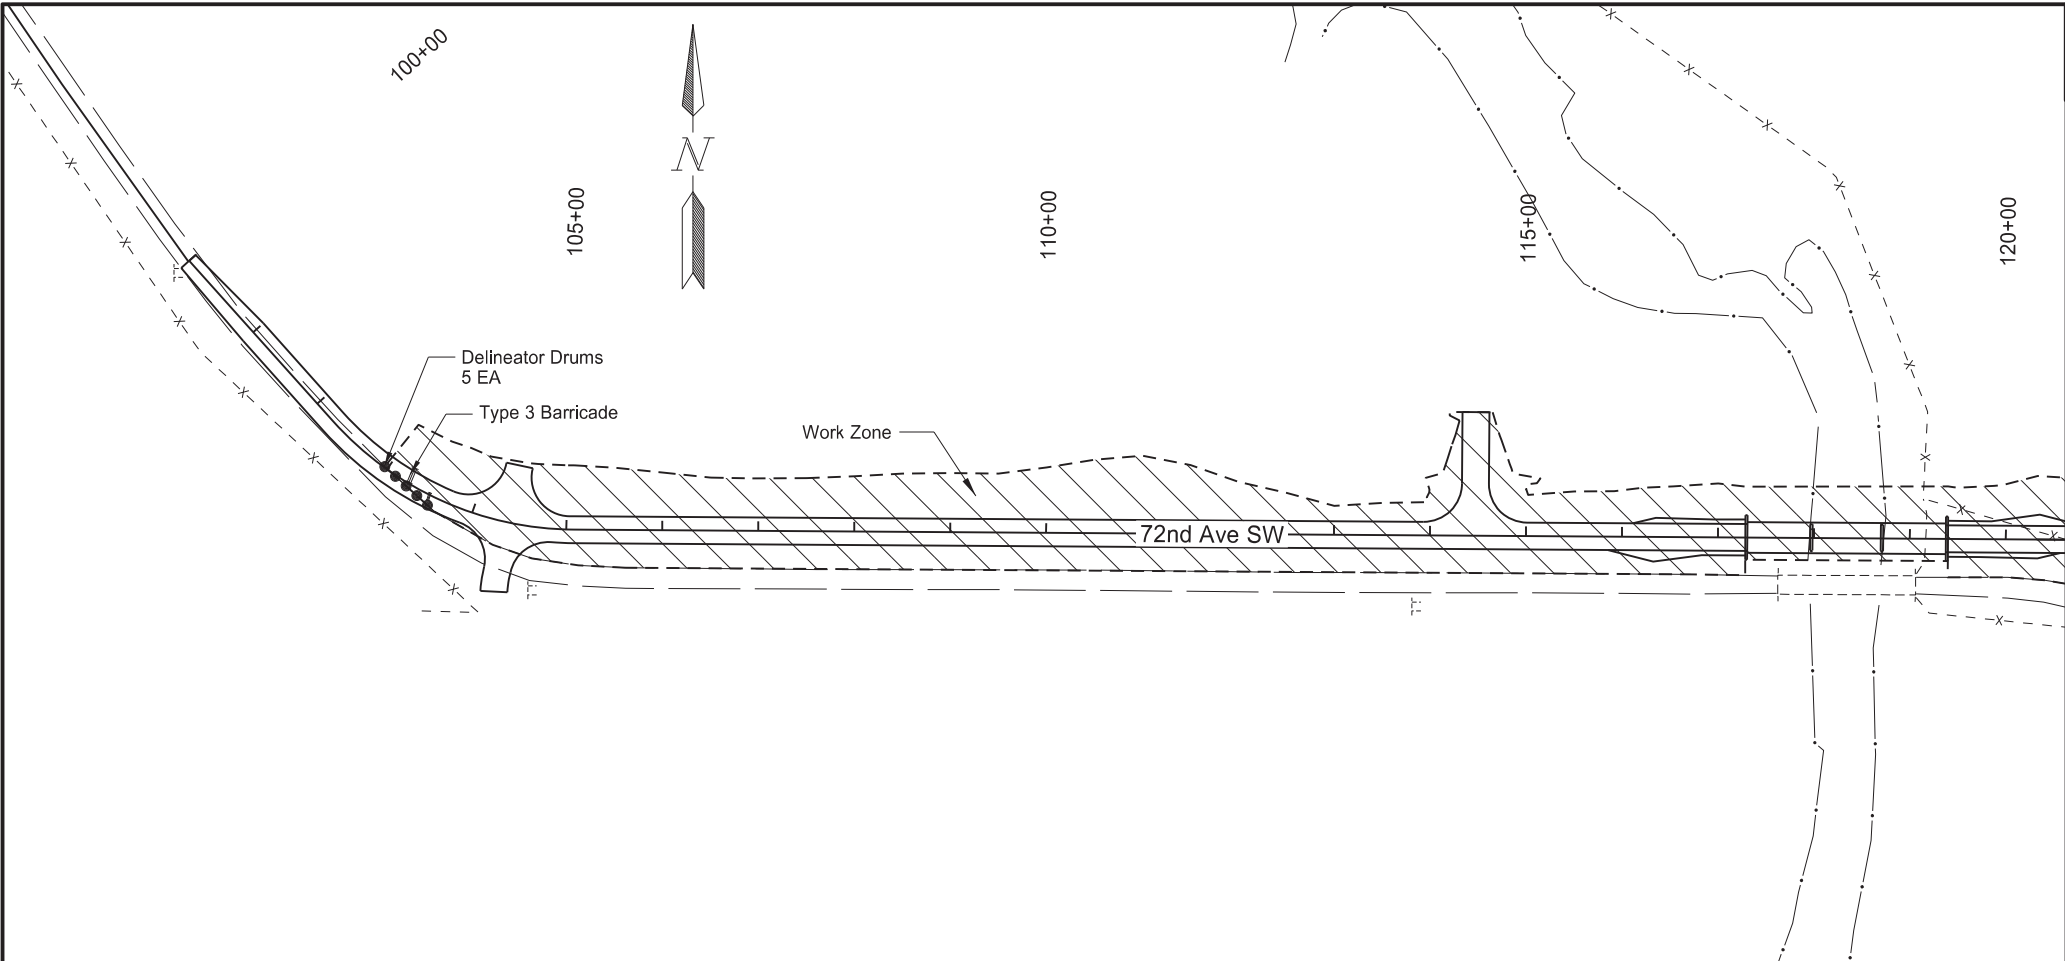 100+00
N
105+00
110+00
115+00
120+00
Delineator Drums
5 EA
Type 3 Barricade
Work Zone
72nd Ave SW